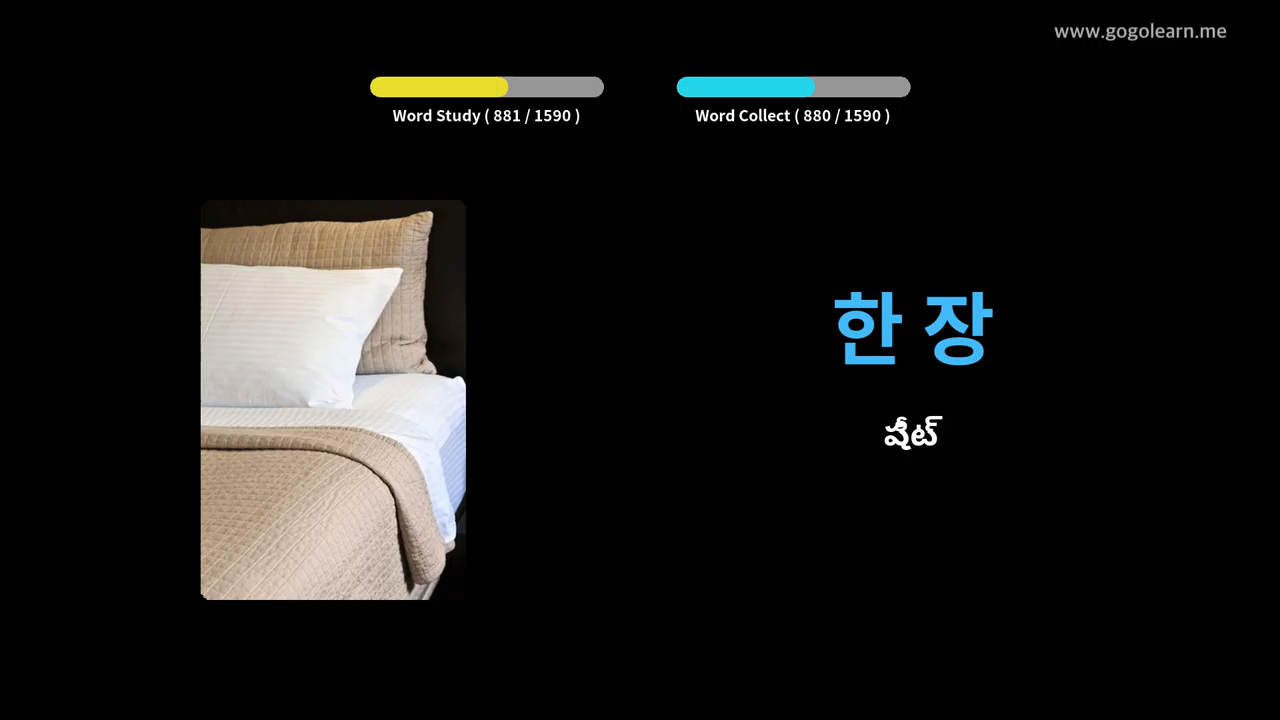 www.gogolearn.me
Word Study ( 881 / 1590 )
Word Collect ( 880 / 1590 )
한 장
షీట్